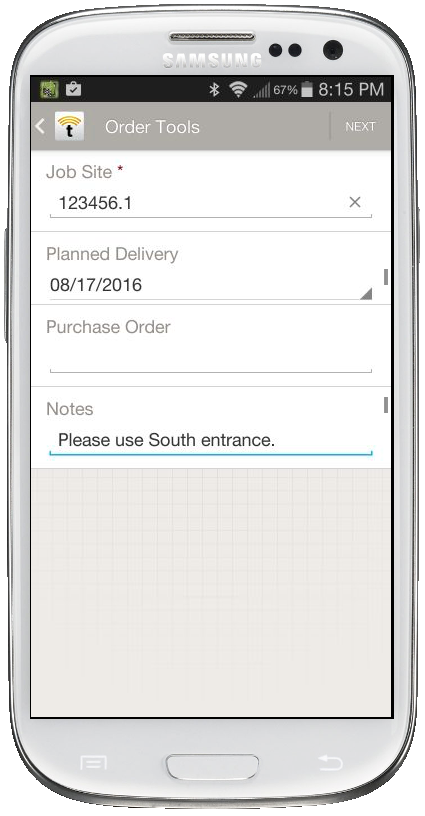 SAMSUNG
67% 8:15 PM
t Order Tools NEXT
Job Site *
123456.1
Planned Delivery
08/17/2016
Purchase Order
Notes
Please use South entrance.